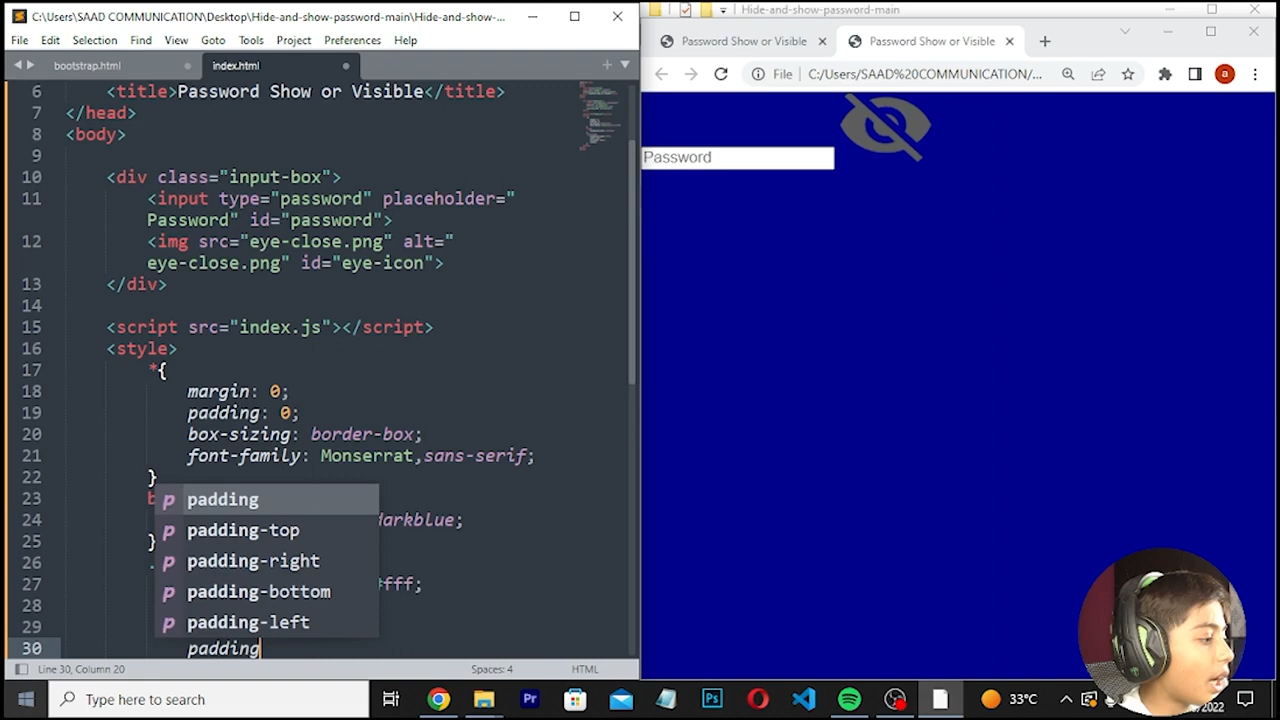 C:\Users\SAAD COMMUNICATION\Desktop\Hide-and-show-password-main\Hide-and-show-...
File Edit Selection Find View Goto Tools Project Preferences Help
bootstrap.html index.html
6 <title>Password Show or Visible</title>
7 </head>
8 <body>
9
10 <div class="input-box">
11 <input type="password" placeholder="
Password" id="password">
12 <img src="eye-close.png" alt="
eye-close.png" id="eye-icon">
13 </div>
14
15 <script src="index.js"></script>
16 <style>
17 *{
18 margin: 0;
19 padding: 0;
20 box-sizing: border-box;
21 font-family: Monserrat,sans-serif;
22 }
23 b
p padding
24 darkblue;
p padding-top
25 }
p padding-right
26 .
27 #fff;
p padding-bottom
28
p padding-left
29
30 padding
Line 30, Column 20 Spaces: 4 HTML
Hide-and-show-password-main
Password Show or Visible Password Show or Visible
File C:/Users/SAAD%20COMMUNICATION/... a
Password
Type here to search
33°C
2022